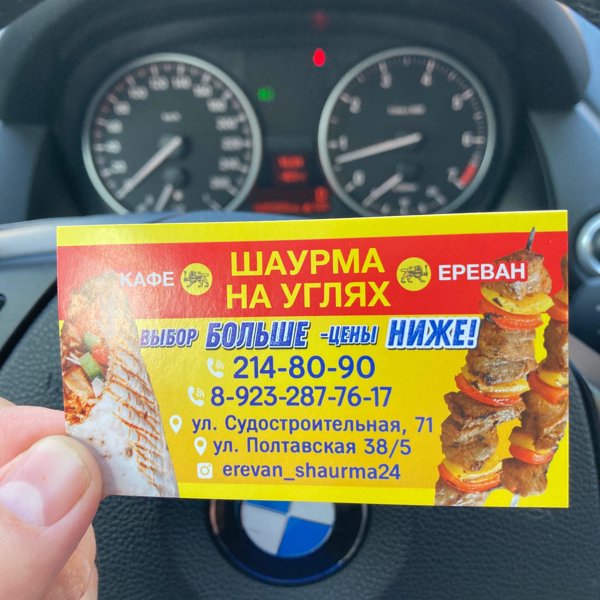 ШАУРМА
НА УГЛЯХ
КАФЕ
ЕРЕВАН
ВЫБОР БОЛЬШЕ -ЦЕНЫ НИЖЕ!
214-80-90
8-923-287-76-17
ул. Судостроительная, 71
ул. Полтавская 38/5
erevan_shaurma24